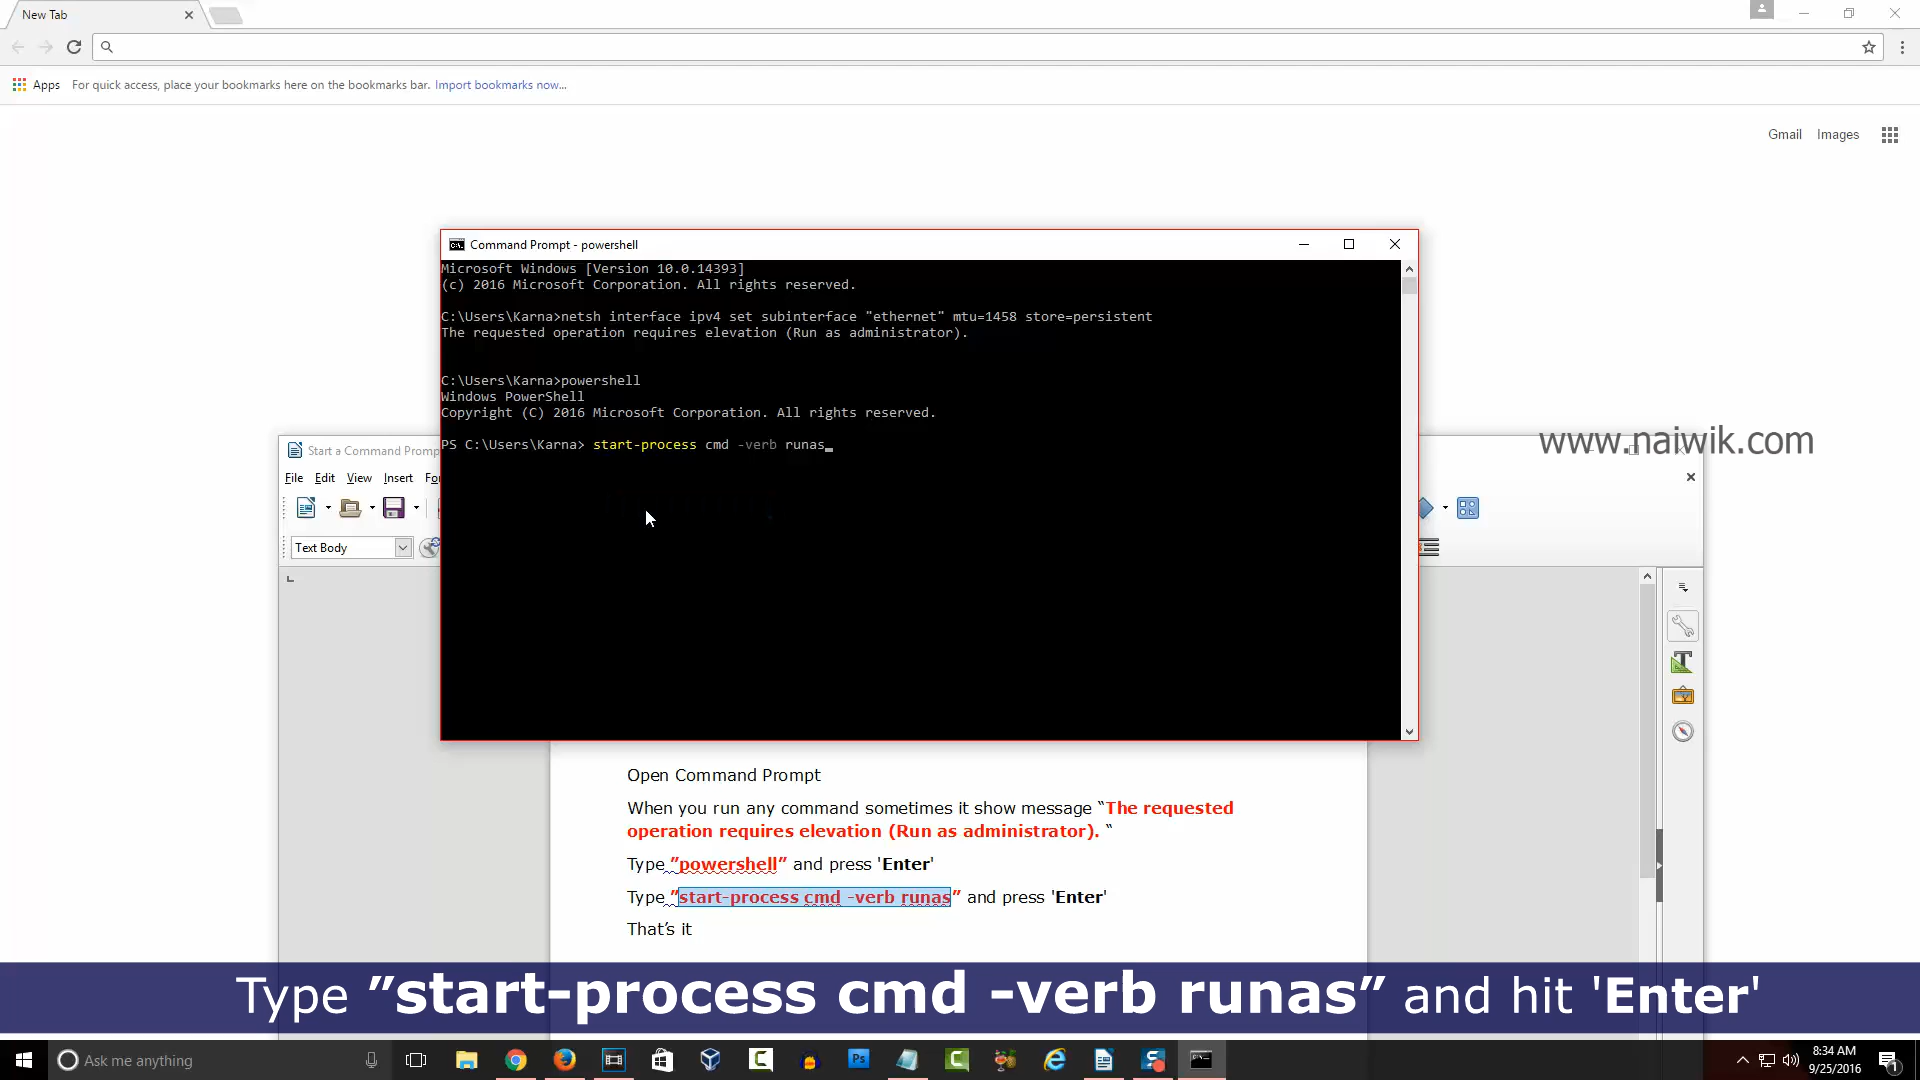 New Tab
Apps For quick access, place your bookmarks here on the bookmarks bar. Import bookmarks now...
Gmail Images
Command Prompt - powershell
Microsoft Windows [Version 10.0.14393]
(c) 2016 Microsoft Corporation. All rights reserved.
C:\Users\Karna>netsh interface ipv4 set subinterface "ethernet" mtu=1458 store=persistent
The requested operation requires elevation (Run as administrator).
C:\Users\Karna>powershell
Windows PowerShell
Copyright (C) 2016 Microsoft Corporation. All rights reserved.
PS C:\Users\Karna> start-process cmd -verb runas_
www.naiwik.com
Start a Command Prompt
File Edit View Insert
Text Body
Open Command Prompt
When you run any command sometimes it show message “The requested
operation requires elevation (Run as administrator). “
Type ”powershell” and press 'Enter'
Type ”start-process cmd -verb runas” and press 'Enter'
That’s it
Type ”start-process cmd -verb runas” and hit 'Enter'
Ask me anything
Ps
8:34 AM
9/25/2016
1